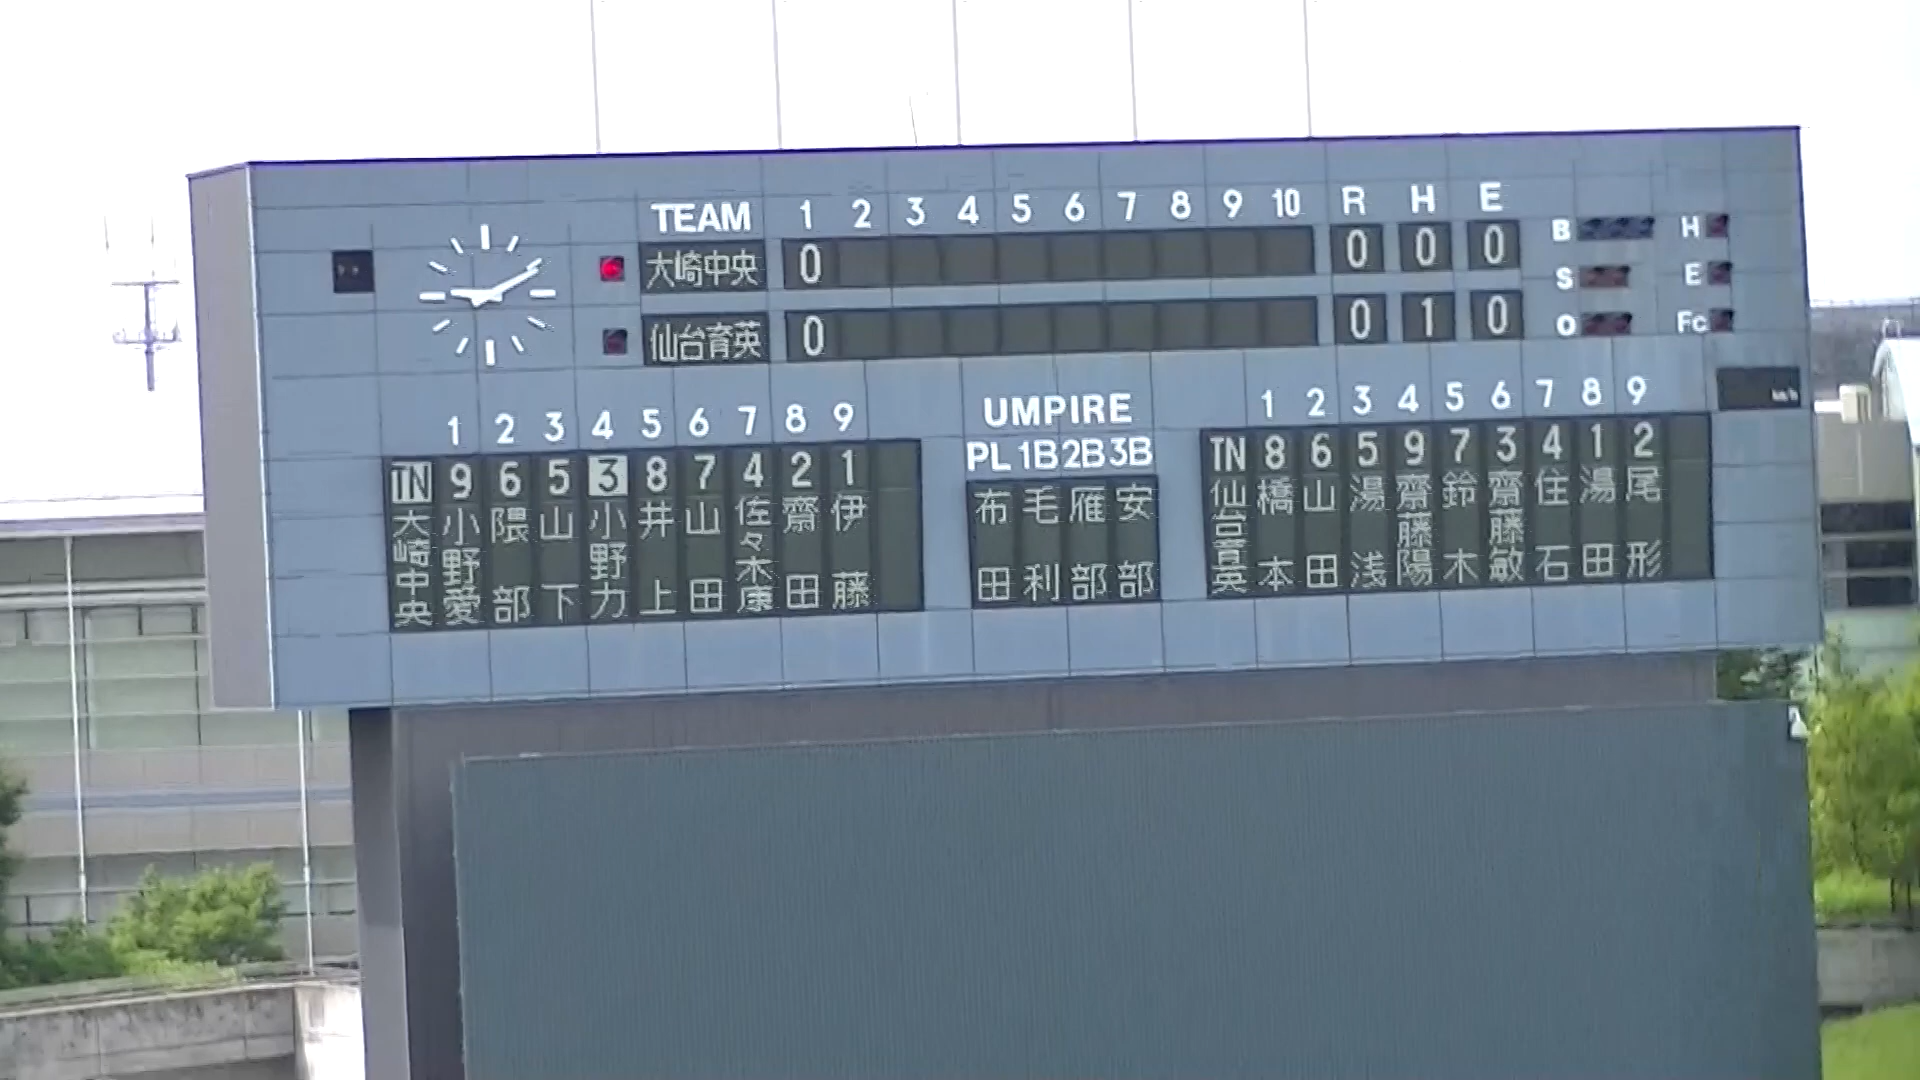 TEAM 1 2 3 4 5 6 7 8 9 10 R H E
大崎中央 0 0 0 0
仙台育英 0 0 1 0
B H
S E
O Fc
1 2 3 4 5 6 7 8 9
TN 9 6 5 3 8 7 4 2 1
大崎中央
小野愛
隈部
山下
小野力
井上
山田
佐々木康
齋田
伊藤
UMPIRE
PL 1B 2B 3B
布田
毛利
雁部
安部
1 2 3 4 5 6 7 8 9
TN 8 6 5 9 7 3 4 1 2
仙台育英
橋本
山田
湯浅
齋藤陽
鈴木
齋藤敏
住石
湯田
尾形
km/h